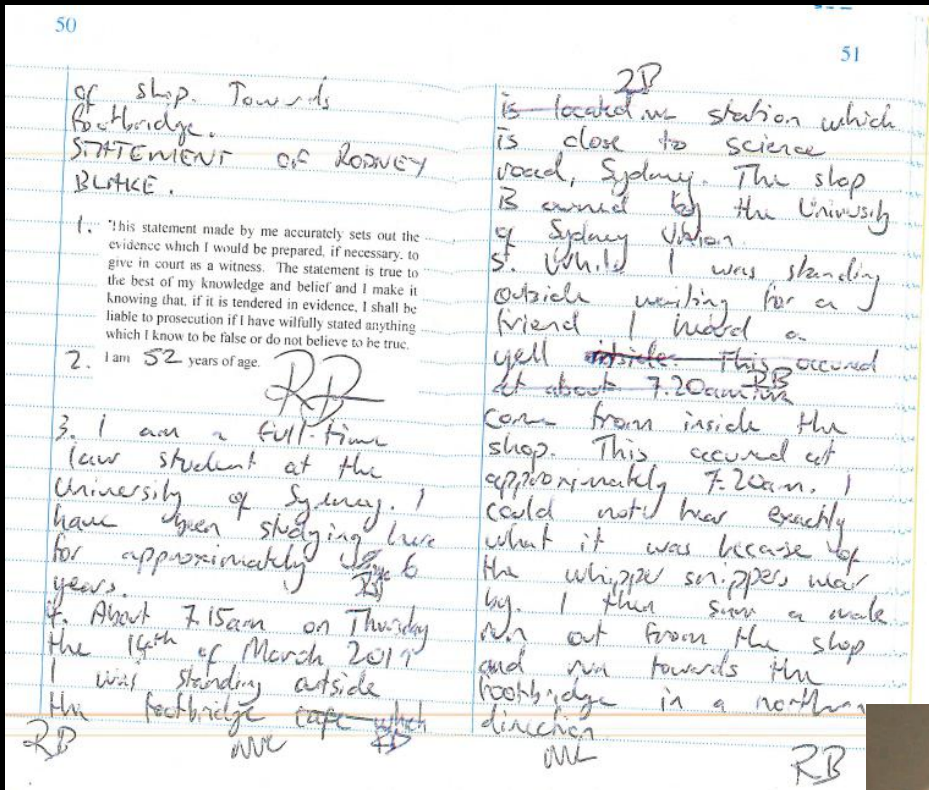 50
of shop. Towards
footbridge.
STATEMENT OF RODNEY
BLAKE.
1. This statement made by me accurately sets out the
evidence which I would be prepared, if necessary, to
give in court as a witness. The statement is true to
the best of my knowledge and belief and I make it
knowing that, if it is tendered in evidence, I shall be
liable to prosecution if I have wilfully stated anything
which I know to be false or do not believe to be true.
2. I am 52 years of age.
RB
3. I am a full-time
law student at the
University of Sydney. I
have been studying here
for approximately 6
RB
years.
4. About 7.15am on Thursday
the 14th of March 2019
I was standing outside
the footbridge cafe which
RB
51
is located station which
is close to science
road, Sydney. The shop
is owned by the University
of Sydney Union.
5. While I was standing
outside waiting for a
friend I heard a
yell inside. This occured
at about 7.20am RB
come from inside the
shop. This occured at
approximately 7.20am. I
could not hear exactly
what it was because of
the whipper snippers near
by. I then saw a male
run out from the shop
and run towards the
footbridge in a northern
direction
RB